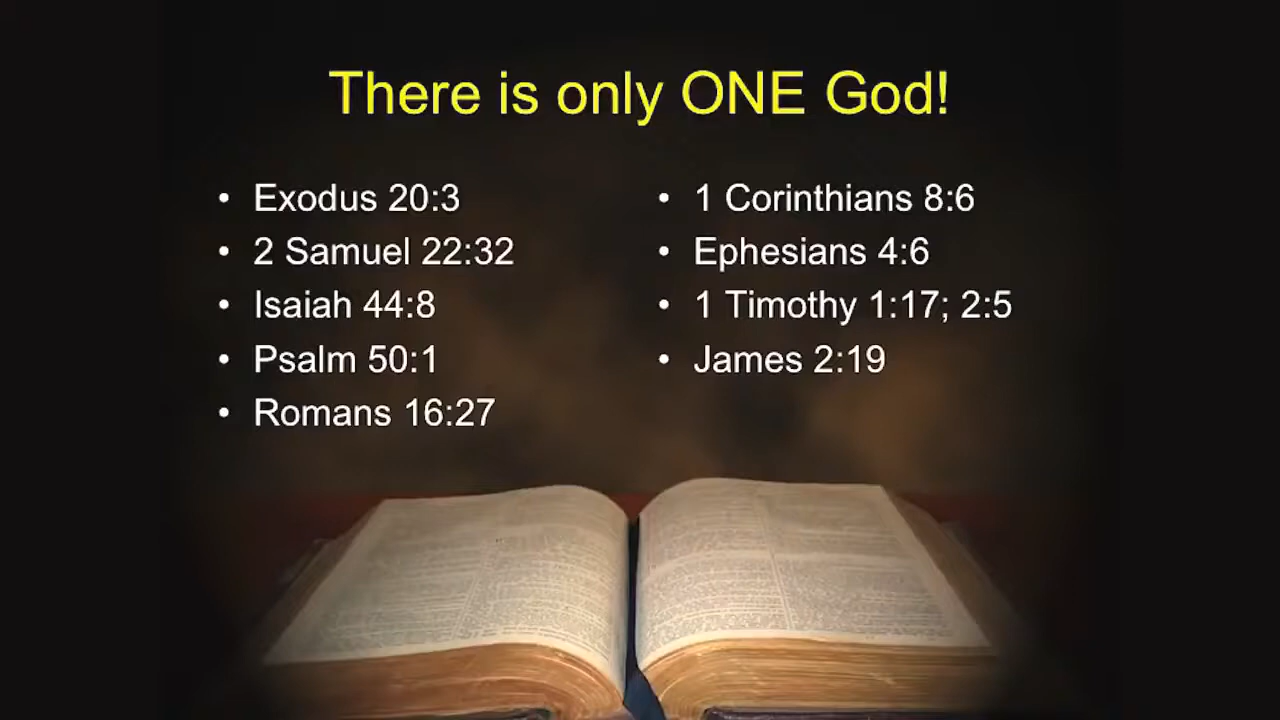 There is only ONE God!
• Exodus 20:3
• 2 Samuel 22:32
• Isaiah 44:8
• Psalm 50:1
• Romans 16:27
• 1 Corinthians 8:6
• Ephesians 4:6
• 1 Timothy 1:17; 2:5
• James 2:19